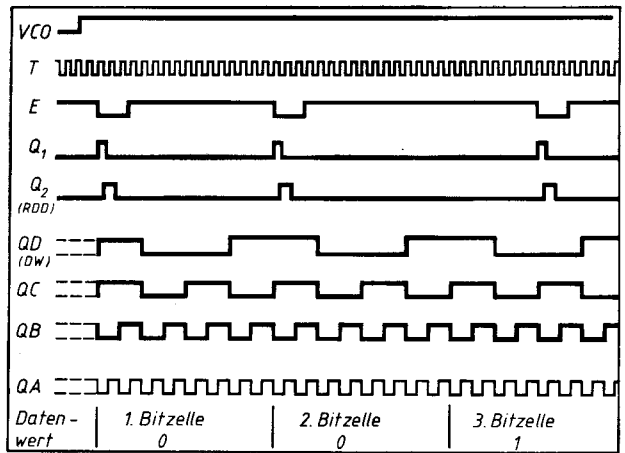 VCO
T
E
Q1
Q2
(RDD)
QD
(DW)
QC
QB
QA
Daten- 1. Bitzelle 2. Bitzelle 3. Bitzelle
wert 0 0 1